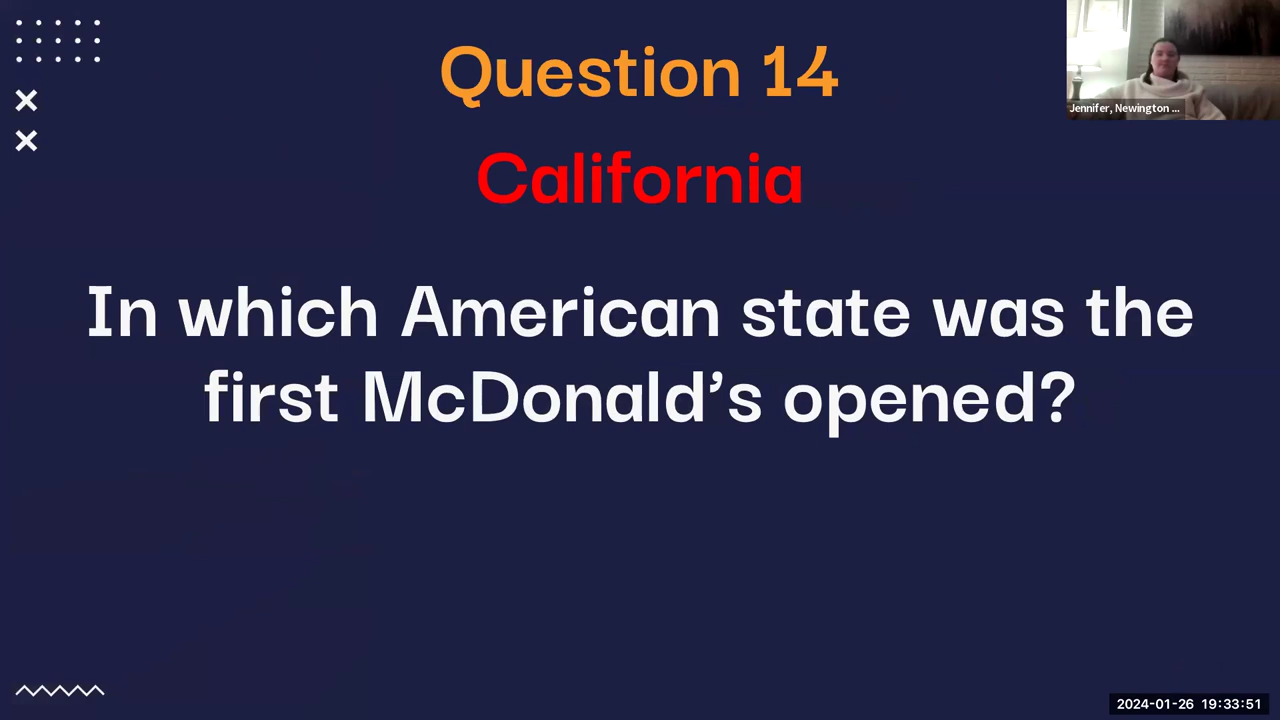 Question 14
California
In which American state was the
first McDonald’s opened?
Jennifer, Newington ...
2024-01-26 19:33:51